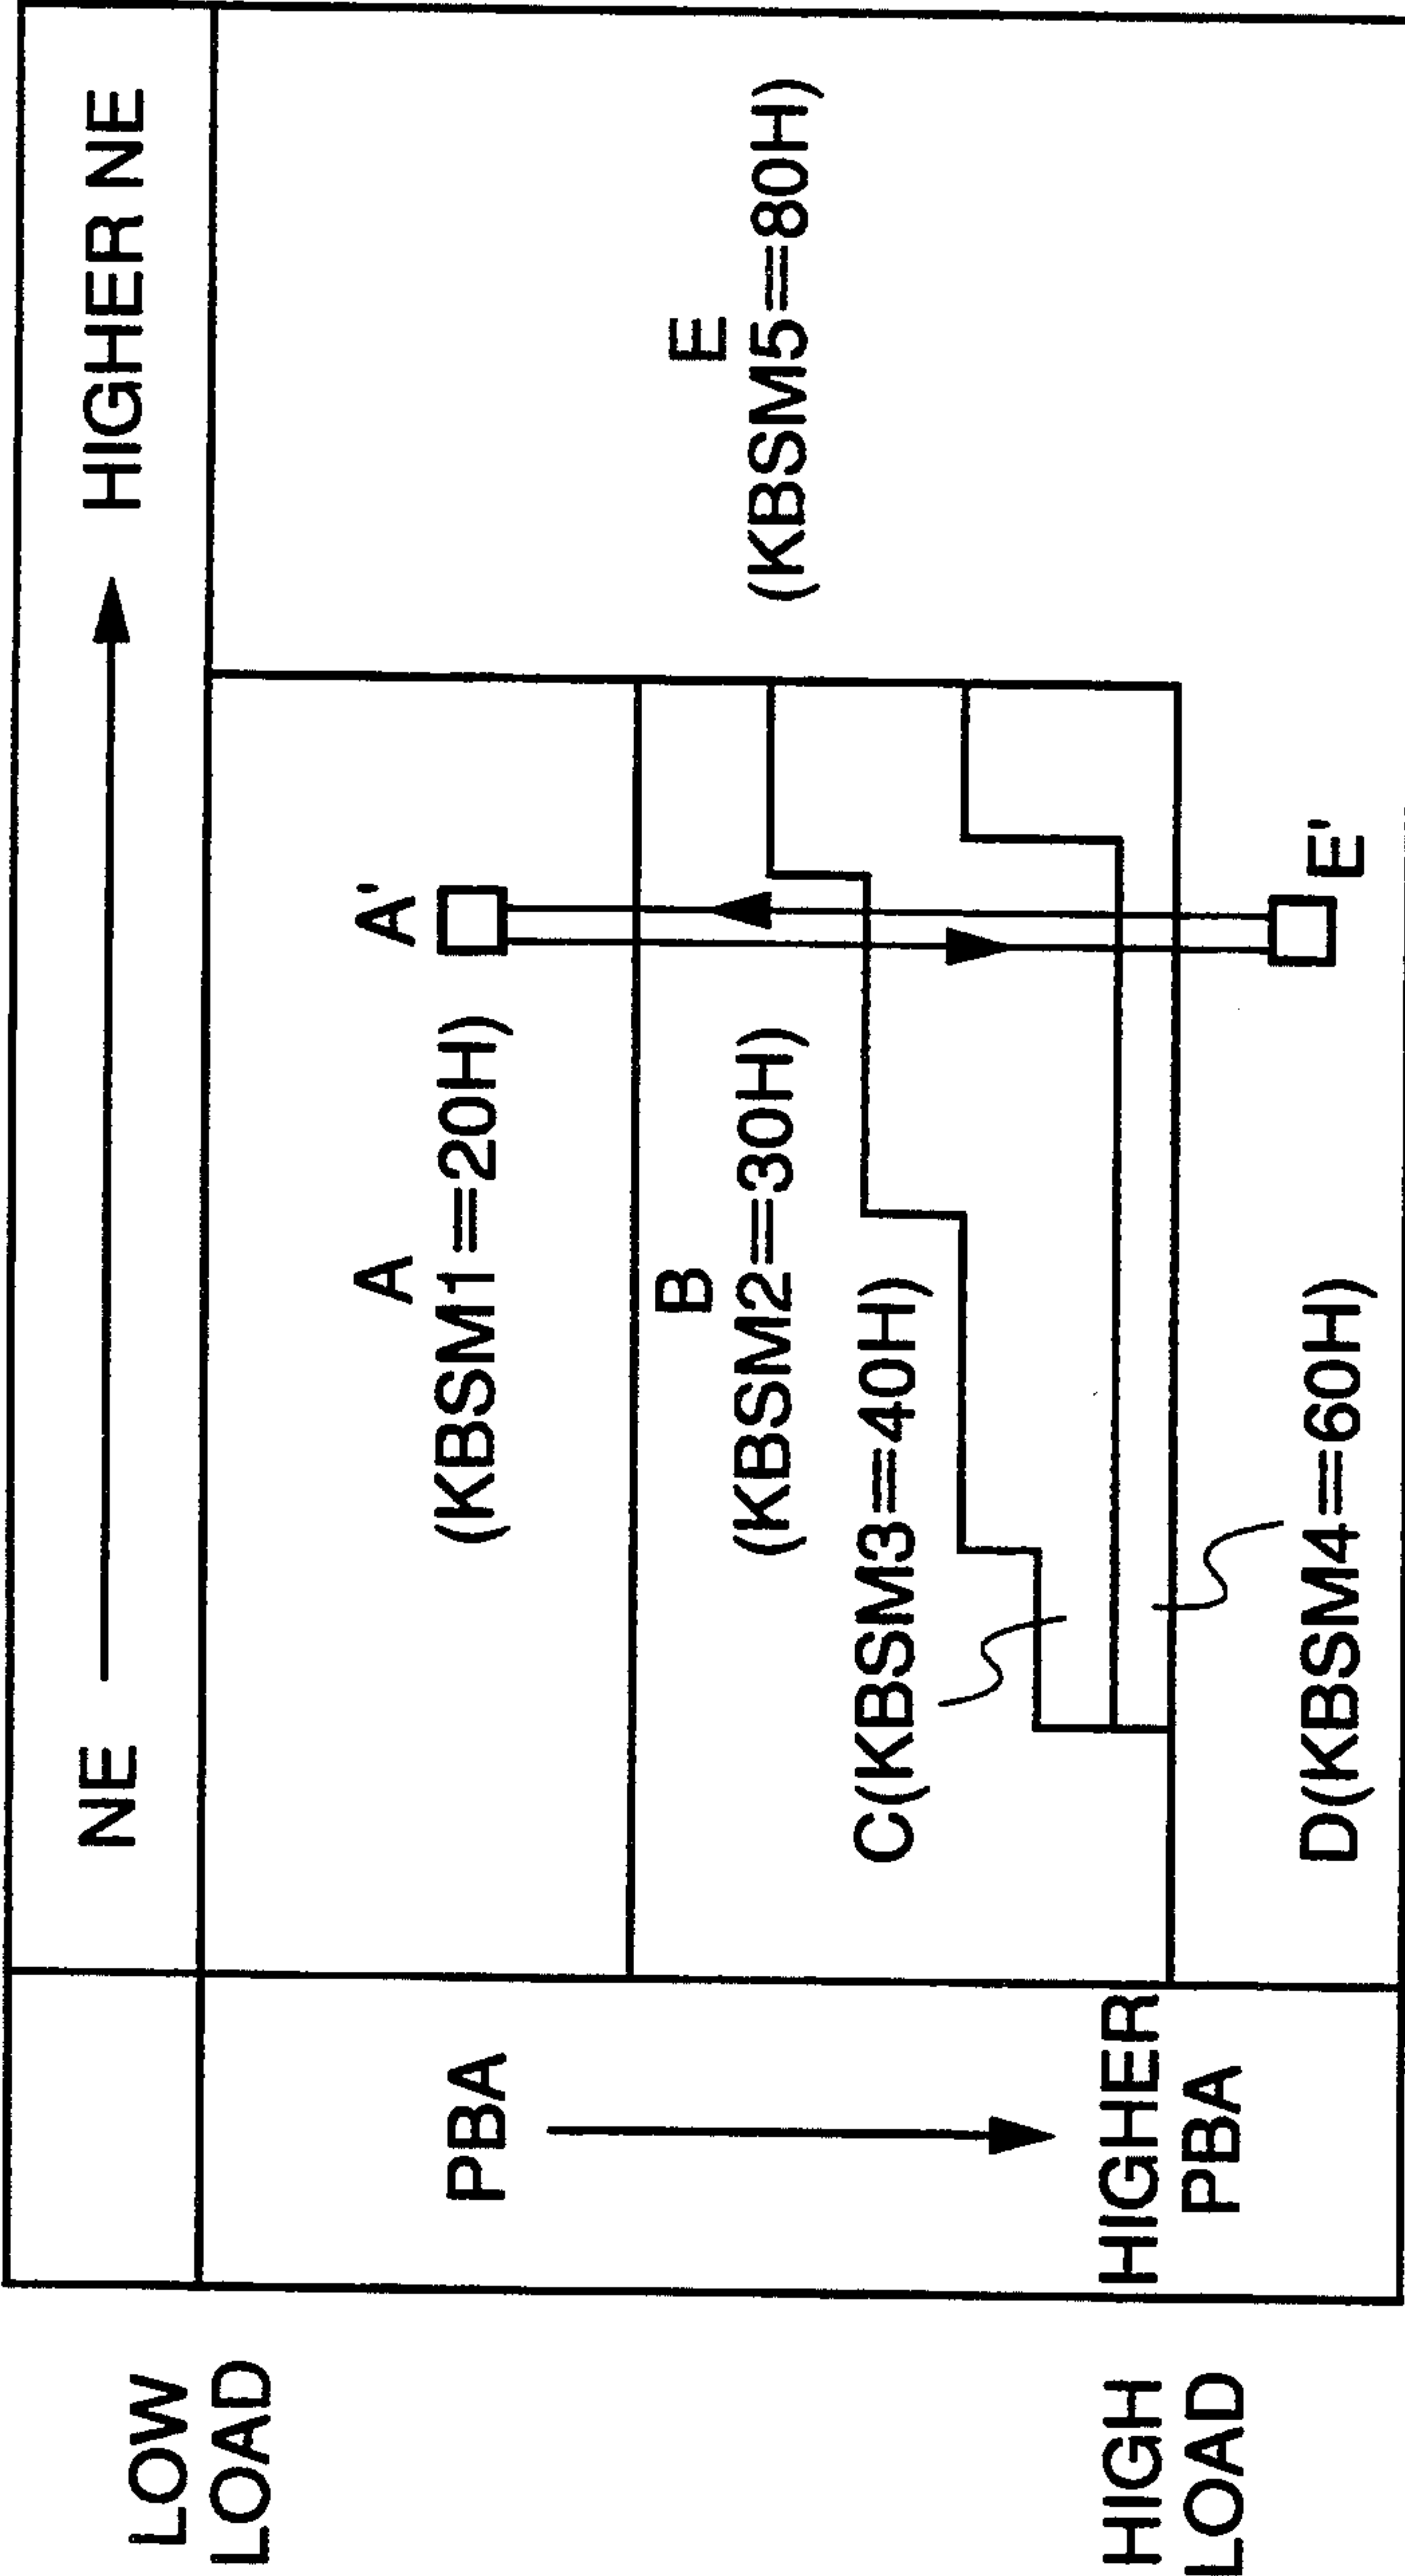 NE HIGHER NE
LOW
LOAD
PBA
HIGHER
PBA
HIGH
LOAD
A
(KBSM1=20H)
A'
B
(KBSM2=30H)
C(KBSM3=40H)
D(KBSM4=60H)
E
(KBSM5=80H)
E'